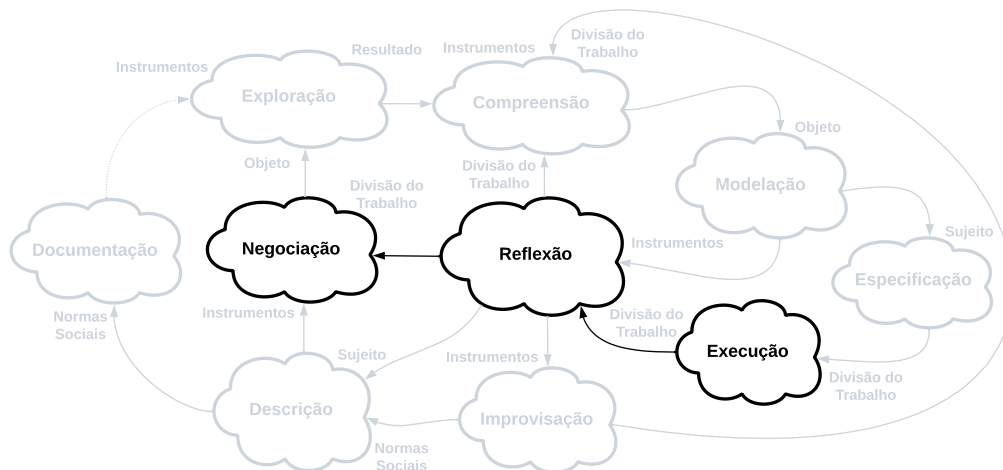 Divisão do
Trabalho
Resultado
Instrumentos
Instrumentos
Exploração
Compreensão
Objeto
Objeto
Divisão do
Trabalho
Divisão do
Trabalho
Modelação
Documentação
Negociação
Reflexão
Instrumentos
Sujeito
Especificação
Normas
Sociais
Instrumentos
Divisão do
Trabalho
Sujeito
Instrumentos
Execução
Divisão do
Trabalho
Descrição
Improvisação
Normas
Sociais